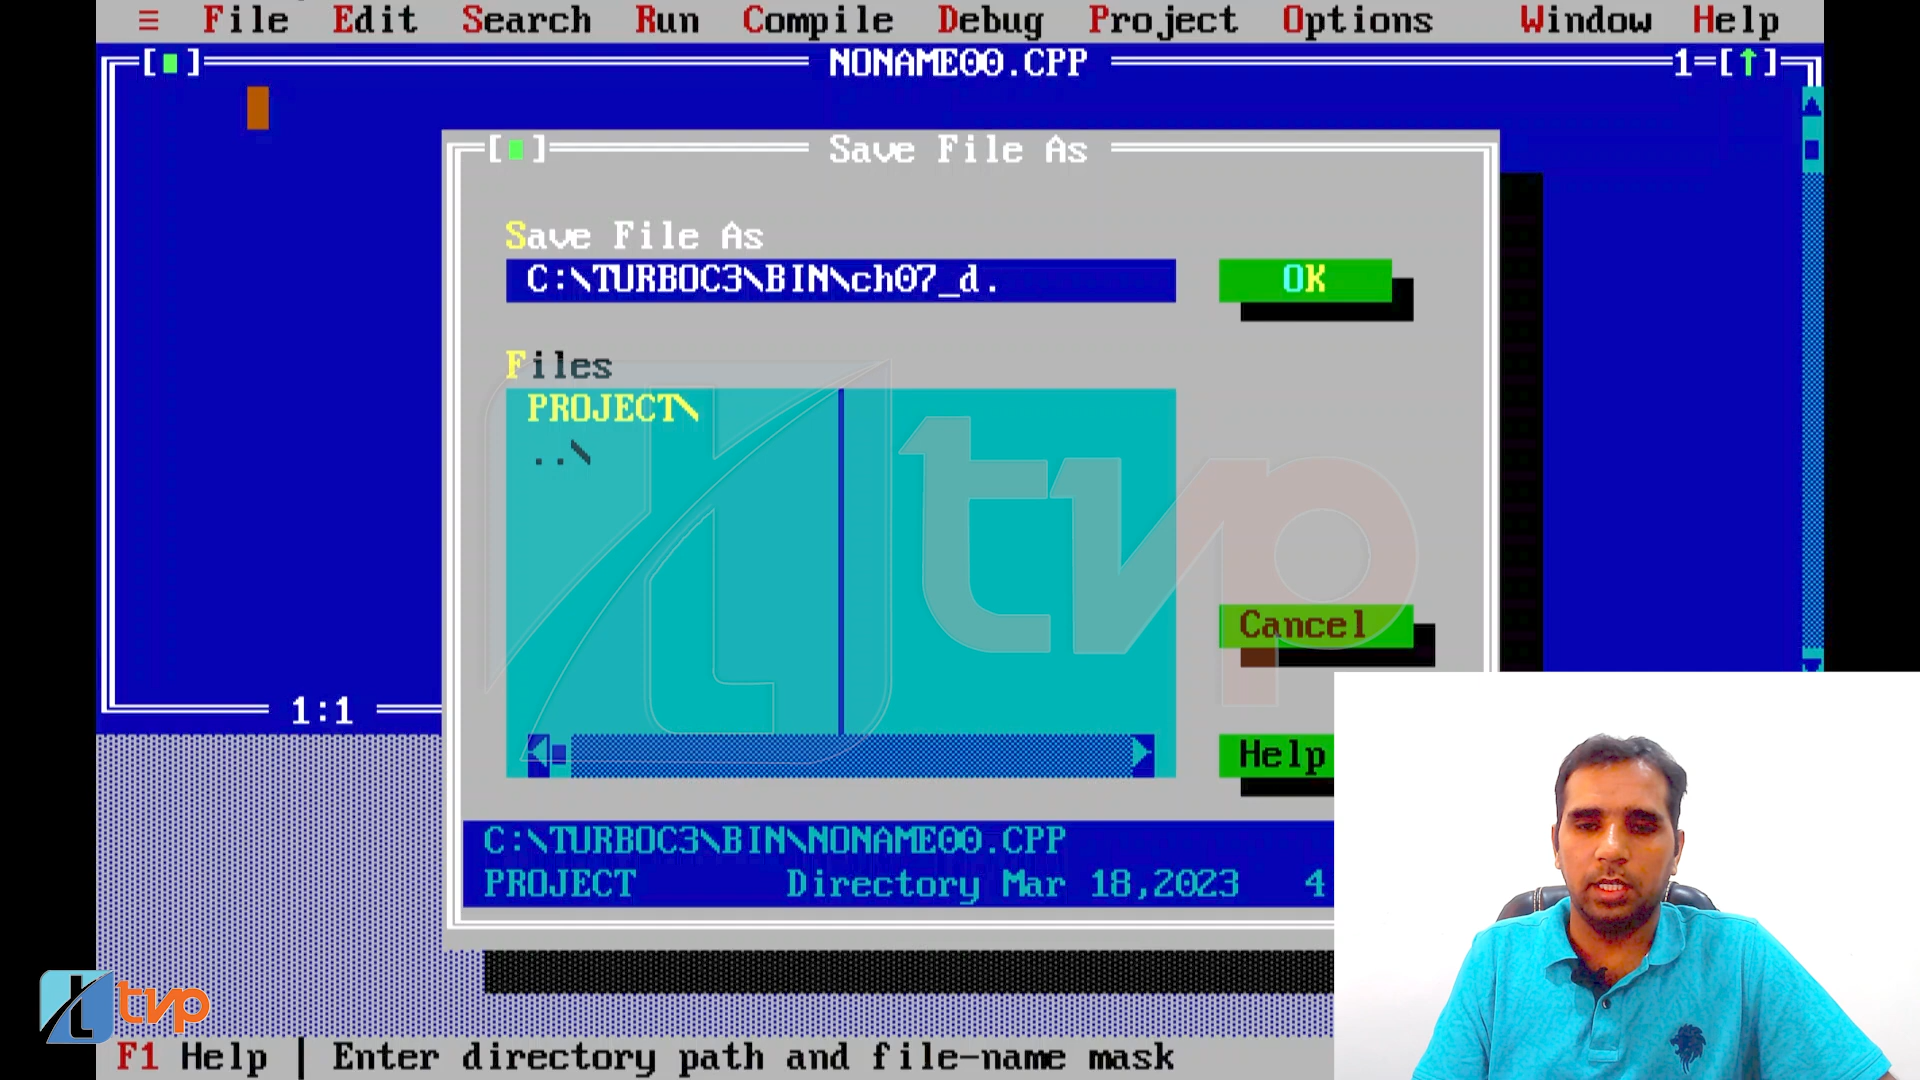 ≡ File Edit Search Run Compile Debug Project Options Window Help
[■] NONAME00.CPP 1=[↑]
[■] Save File As
Save File As
C:\TURBOC3\BIN\ch07_d.
OK
Files
PROJECT\
..\
tvp
Cancel
Help
1:1
C:\TURBOC3\BIN\NONAME00.CPP
PROJECT Directory Mar 18,2023 4
tvp
F1 Help | Enter directory path and file-name mask